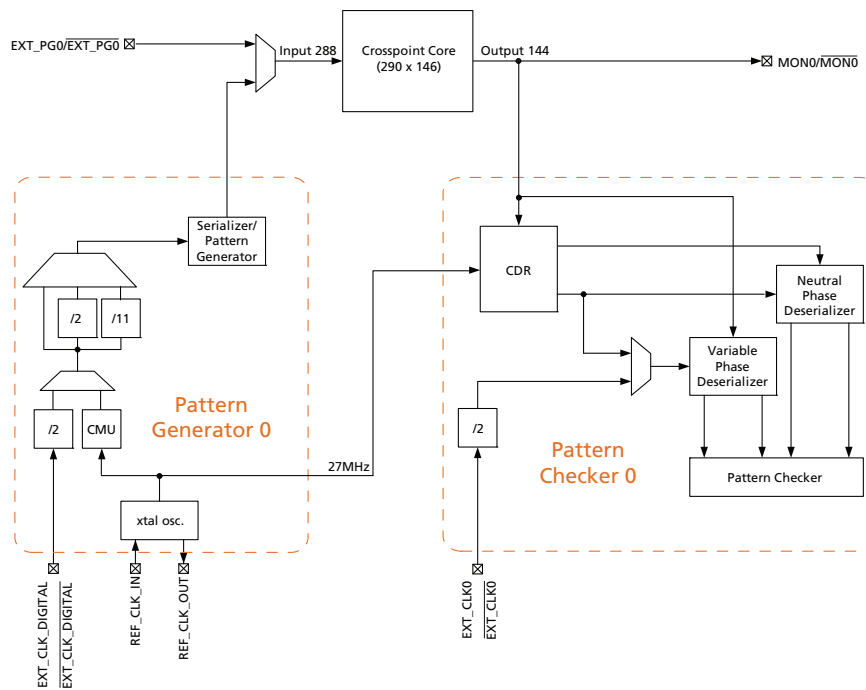 EXT_PG0/EXT_PG0
Input 288
Crosspoint Core
(290 x 146)
Output 144
MON0/MON0
Serializer/
Pattern
Generator
/2
/11
/2
CMU
Pattern
Generator 0
xtal osc.
27MHz
CDR
Neutral
Phase
Deserializer
Variable
Phase
Deserializer
/2
Pattern
Checker 0
Pattern Checker
EXT_CLK_DIGITAL
EXT_CLK_DIGITAL
REF_CLK_IN
REF_CLK_OUT
EXT_CLK0
EXT_CLK0